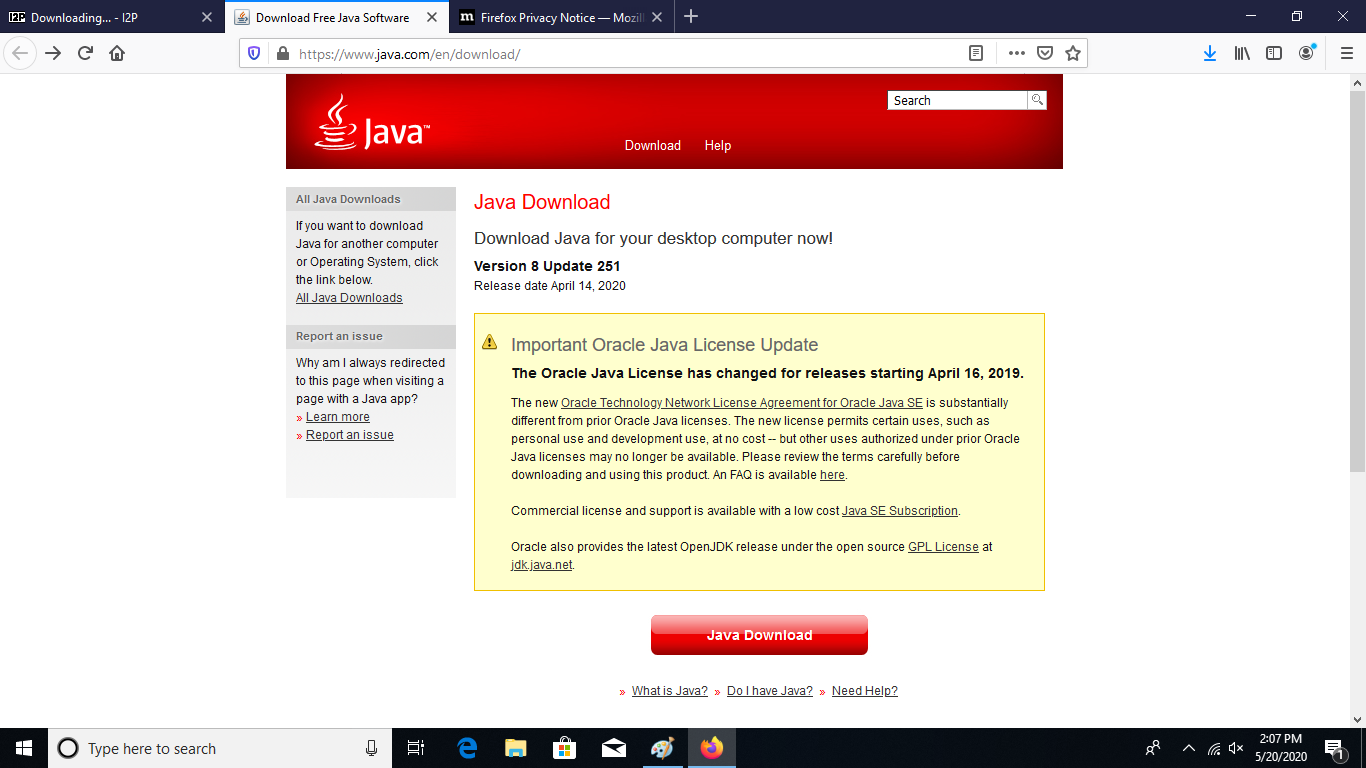 I2P Downloading... - I2P
Download Free Java Software
m Firefox Privacy Notice — Mozil
https://www.java.com/en/download/
Java™
Search
Download Help
All Java Downloads
If you want to download
Java for another computer
or Operating System, click
the link below.
All Java Downloads
Report an issue
Why am I always redirected
to this page when visiting a
page with a Java app?
» Learn more
» Report an issue
Java Download
Download Java for your desktop computer now!
Version 8 Update 251
Release date April 14, 2020
Important Oracle Java License Update
The Oracle Java License has changed for releases starting April 16, 2019.
The new Oracle Technology Network License Agreement for Oracle Java SE is substantially
different from prior Oracle Java licenses. The new license permits certain uses, such as
personal use and development use, at no cost -- but other uses authorized under prior Oracle
Java licenses may no longer be available. Please review the terms carefully before
downloading and using this product. An FAQ is available here.
Commercial license and support is available with a low cost Java SE Subscription.
Oracle also provides the latest OpenJDK release under the open source GPL License at
jdk.java.net.
Java Download
» What is Java? » Do I have Java? » Need Help?
Type here to search
2:07 PM
5/20/2020
1